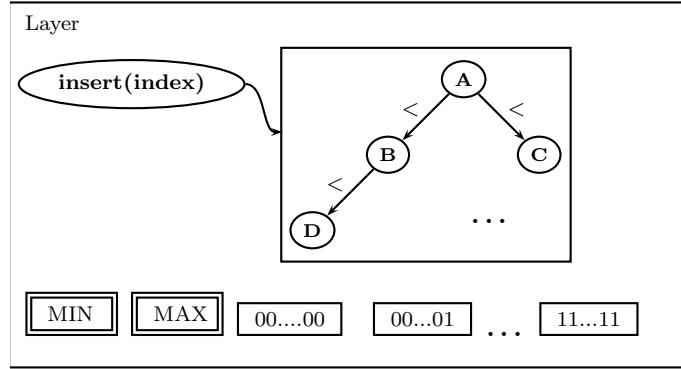 Layer
insert(index)
A
<
<
B
C
<
D
...
MIN
MAX
00....00
00...01
...
11...11